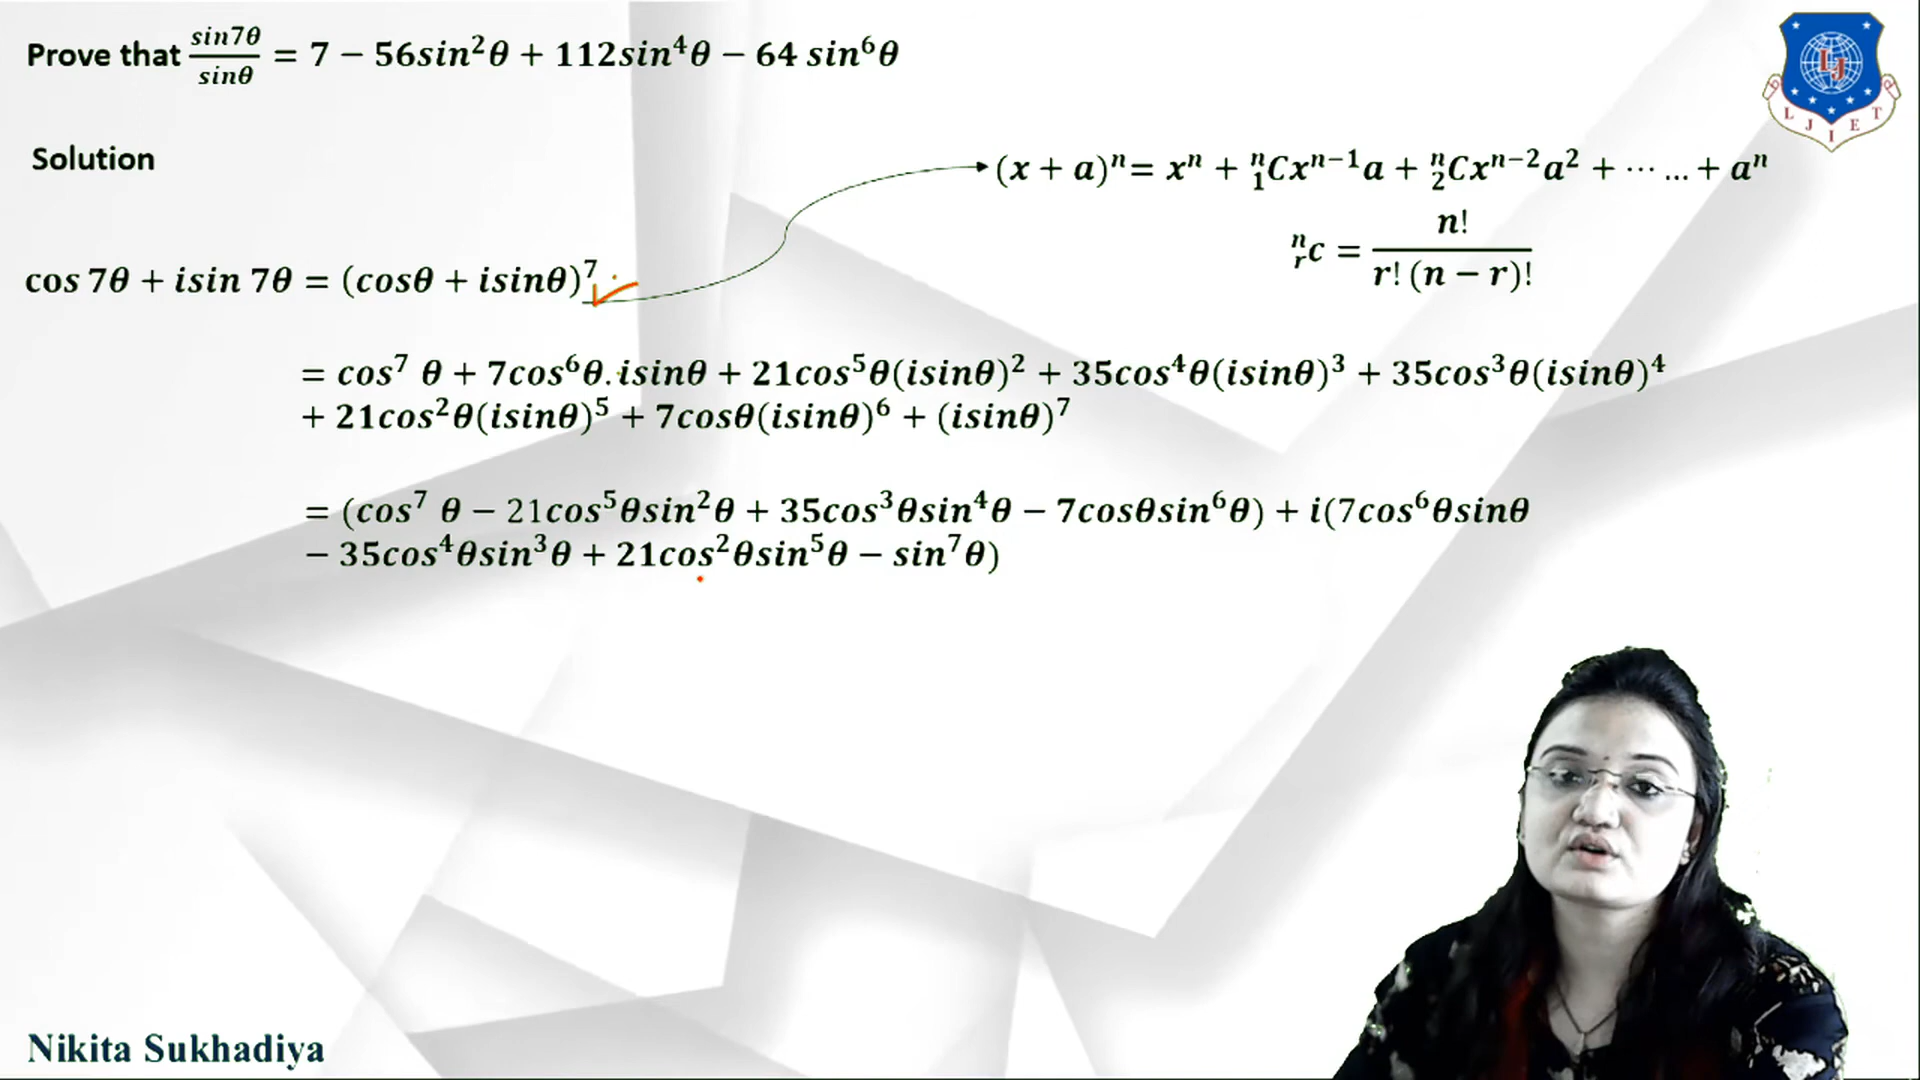 Prove that sin7θ/sinθ = 7 − 56sin²θ + 112sin⁴θ − 64 sin⁶θ
Solution
(x + a)ⁿ= xⁿ + ⁿ₁Cxⁿ⁻¹a + ⁿ₂Cxⁿ⁻²a² + ⋯ … + aⁿ
ⁿᵣc = n!/r! (n − r)!
cos 7θ + isin 7θ = (cosθ + isinθ)⁷
= cos⁷ θ + 7cos⁶θ. isinθ + 21cos⁵θ(isinθ)² + 35cos⁴θ(isinθ)³ + 35cos³θ(isinθ)⁴
+ 21cos²θ(isinθ)⁵ + 7cosθ(isinθ)⁶ + (isinθ)⁷
= (cos⁷ θ − 21cos⁵θsin²θ + 35cos³θsin⁴θ − 7cosθsin⁶θ) + i(7cos⁶θsinθ
− 35cos⁴θsin³θ + 21cos²θsin⁵θ − sin⁷θ)
LJ
L J I E T
Nikita Sukhadiya